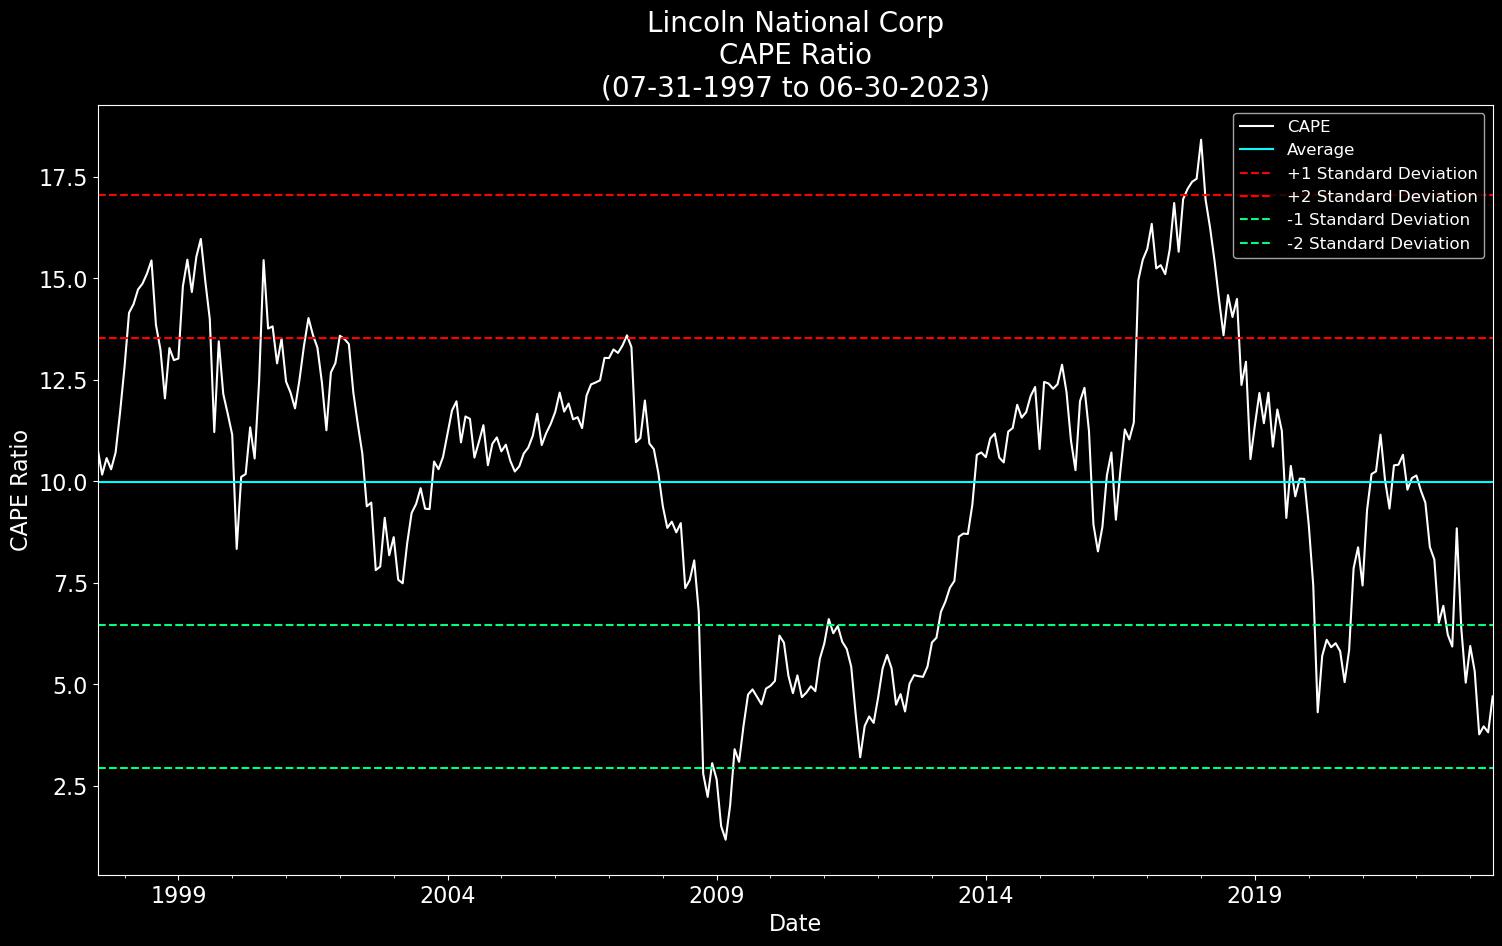 Lincoln National Corp
CAPE Ratio
(07-31-1997 to 06-30-2023)
CAPE
Average
+1 Standard Deviation
+2 Standard Deviation
-1 Standard Deviation
-2 Standard Deviation
17.5
15.0
12.5
10.0
7.5
5.0
2.5
CAPE Ratio
1999
2004
2009
2014
2019
Date